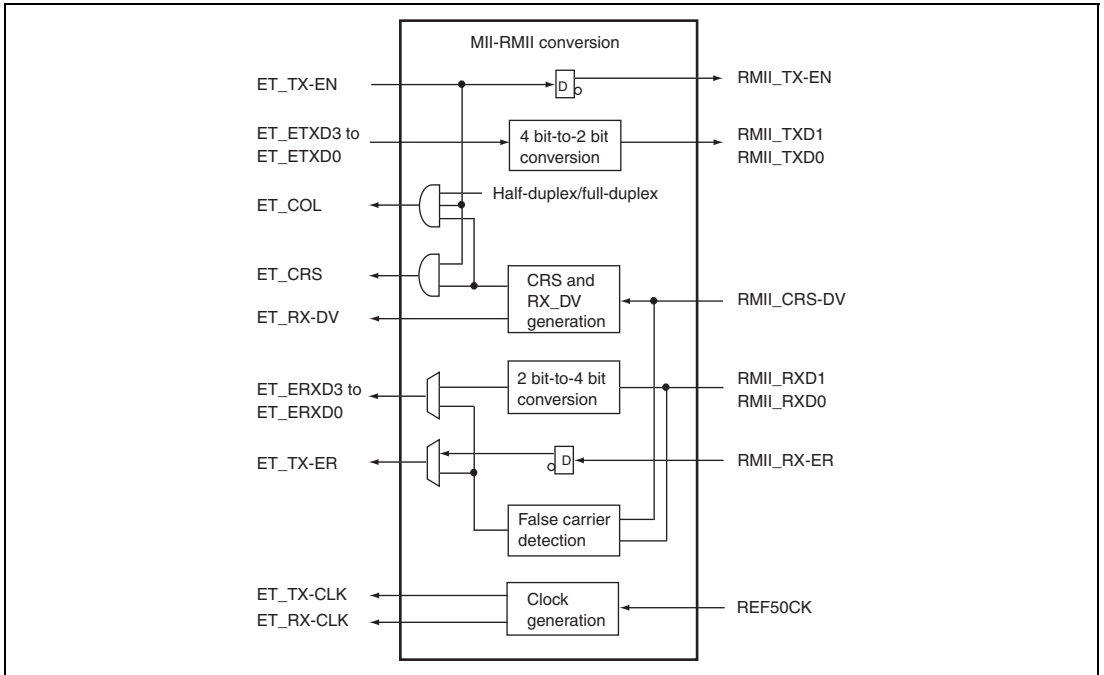 MII-RMII conversion
ET_TX-EN
D
RMII_TX-EN
ET_ETXD3 to
ET_ETXD0
4 bit-to-2 bit
conversion
RMII_TXD1
RMII_TXD0
Half-duplex/full-duplex
ET_COL
ET_CRS
ET_RX-DV
CRS and
RX_DV
generation
RMII_CRS-DV
ET_ERXD3 to
ET_ERXD0
2 bit-to-4 bit
conversion
RMII_RXD1
RMII_RXD0
ET_TX-ER
D
RMII_RX-ER
False carrier
detection
ET_TX-CLK
ET_RX-CLK
Clock
generation
REF50CK